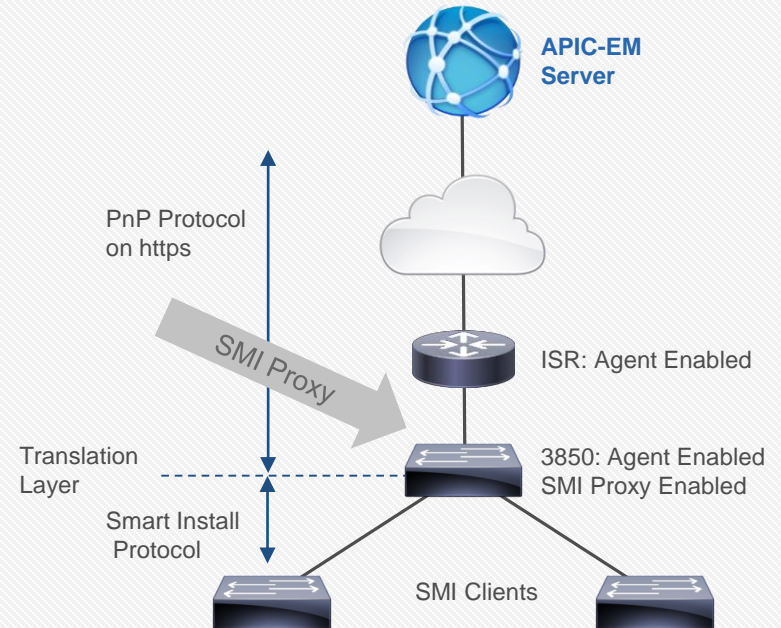 APIC-EM
Server
PnP Protocol
on https
SMI Proxy
ISR: Agent Enabled
Translation
Layer
3850: Agent Enabled
SMI Proxy Enabled
Smart Install
Protocol
SMI Clients